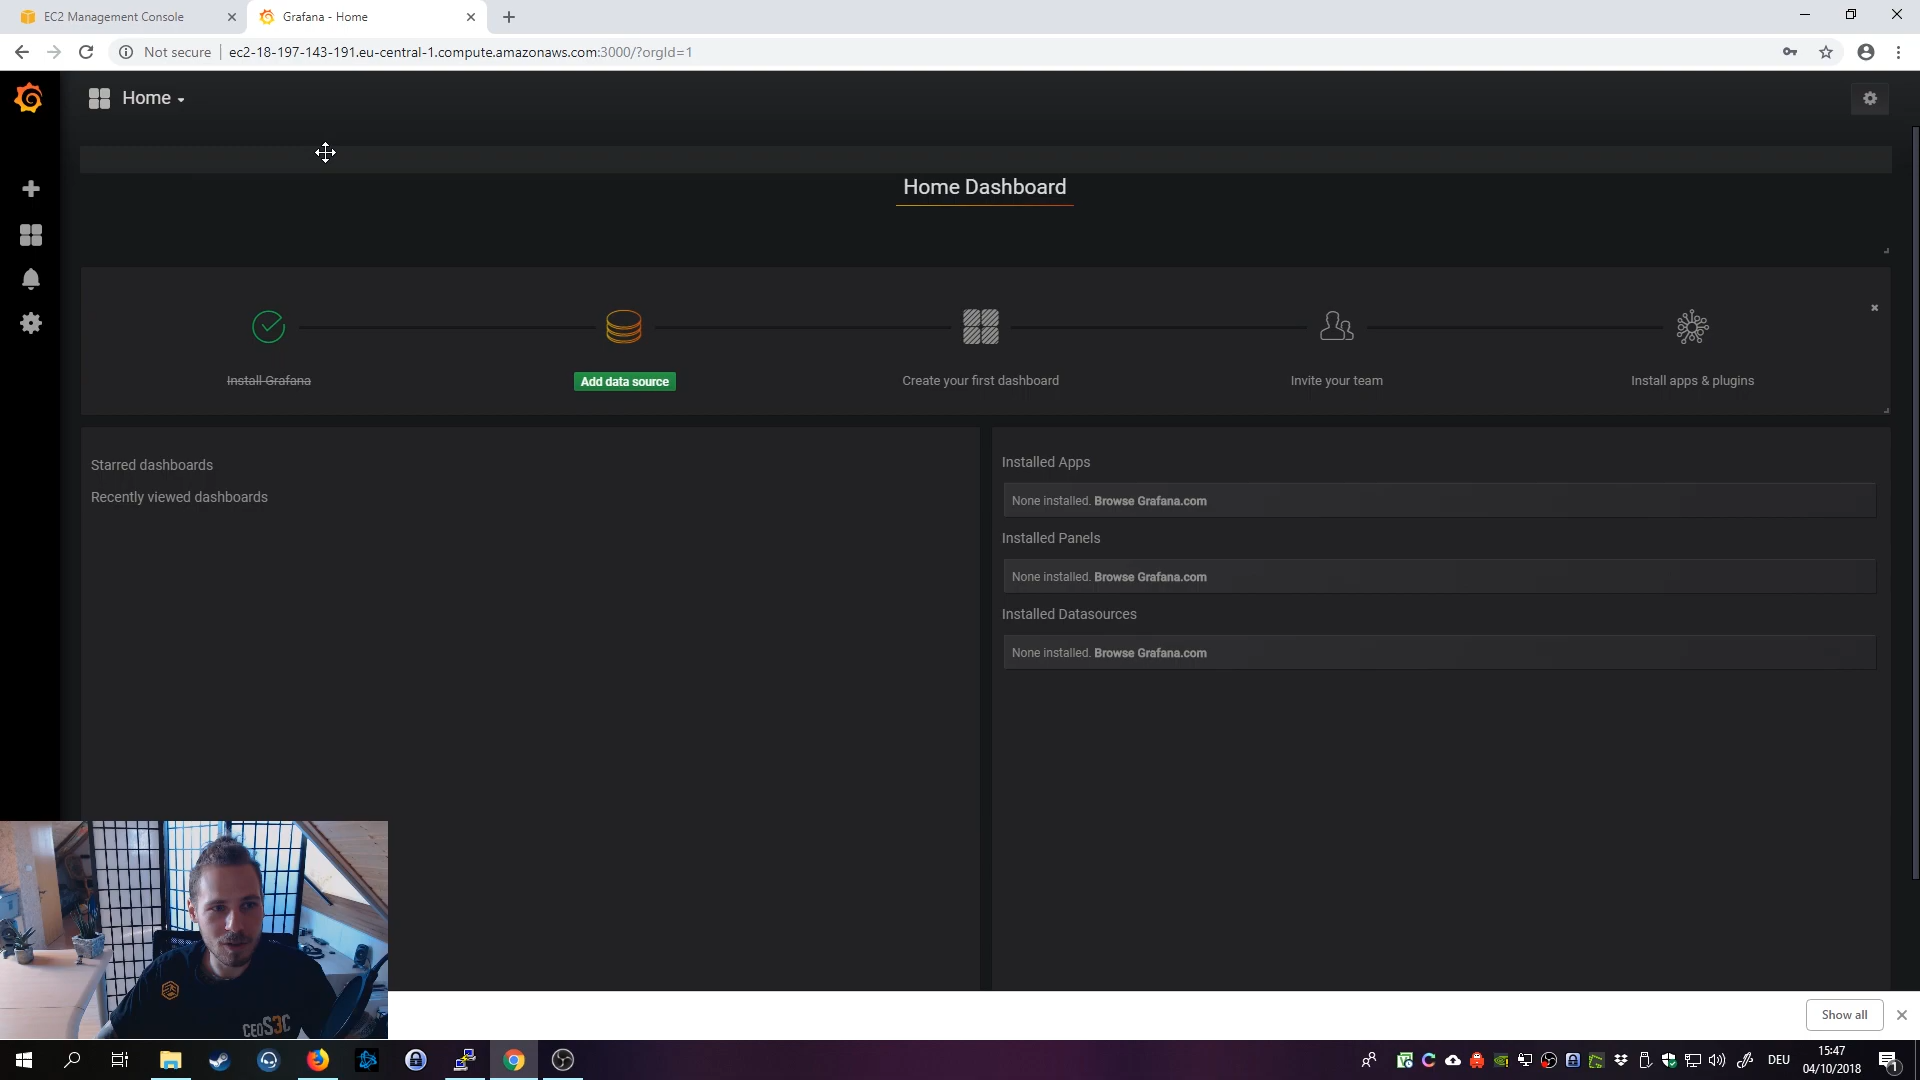 EC2 Management Console
Grafana - Home
Not secure
ec2-18-197-143-191.eu-central-1.compute.amazonaws.com:3000/?orgId=1
Home
Home Dashboard
Install Grafana
Add data source
Create your first dashboard
Invite your team
Install apps & plugins
Starred dashboards
Recently viewed dashboards
Installed Apps
None installed. Browse Grafana.com
Installed Panels
None installed. Browse Grafana.com
Installed Datasources
None installed. Browse Grafana.com
CEOS3C
Show all
DEU
15:47
04/10/2018
1